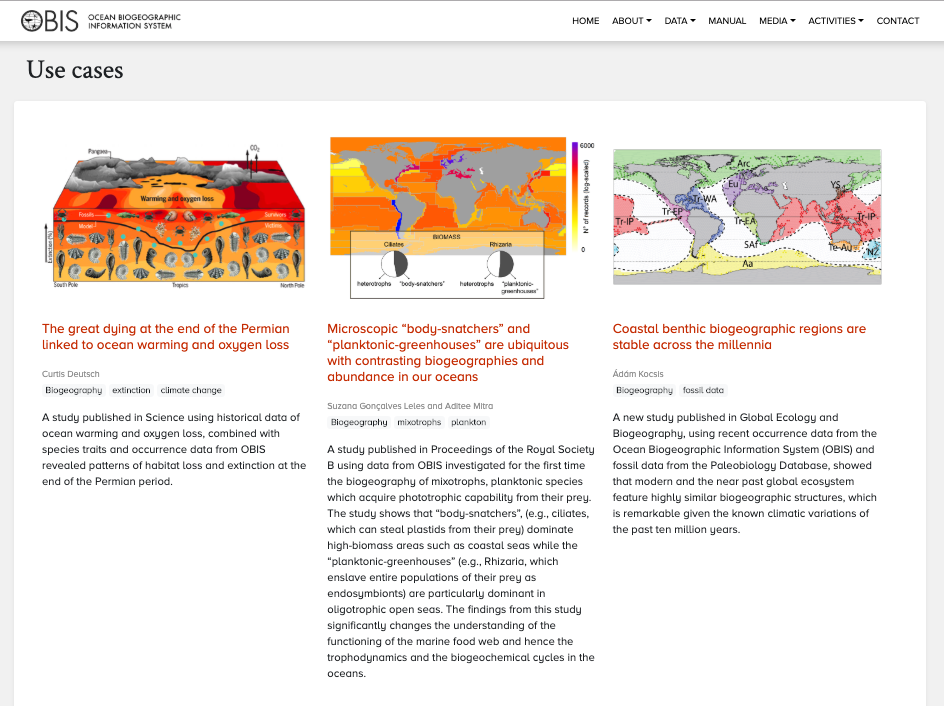 OBIS OCEAN BIOGEOGRAPHIC INFORMATION SYSTEM
HOME ABOUT DATA MANUAL MEDIA ACTIVITIES CONTACT
Use cases
Pangaea
CO2
Warming and oxygen loss
Fossils
Survivors
Model
Victims
Extinction (%)
South Pole
Tropics
North Pole
6000
N° of records (log-scaled)
0
BIOMASS
Ciliates
Rhizaria
heterotrophs
"body-snatchers"
heterotrophs
"planktonic-
greenhouses"
Arc
Eu
YS
Tr-WA
Tr-IP
Tr-EP
Tr-EA
Tr-IP
SAf
Te-Au
NZ
Aa
The great dying at the end of the Permian
linked to ocean warming and oxygen loss
Curtis Deutsch
Biogeography extinction climate change
A study published in Science using historical data of
ocean warming and oxygen loss, combined with
species traits and occurrence data from OBIS
revealed patterns of habitat loss and extinction at the
end of the Permian period.
Microscopic “body-snatchers” and
“planktonic-greenhouses” are ubiquitous
with contrasting biogeographies and
abundance in our oceans
Suzana Gonçalves Leles and Aditee Mitra
Biogeography mixotrophs plankton
A study published in Proceedings of the Royal Society
B using data from OBIS investigated for the first time
the biogeography of mixotrophs, planktonic species
which acquire phototrophic capability from their prey.
The study shows that “body-snatchers”, (e.g., ciliates,
which can steal plastids from their prey) dominate
high-biomass areas such as coastal seas while the
“planktonic-greenhouses” (e.g., Rhizaria, which
enslave entire populations of their prey as
endosymbionts) are particularly dominant in
oligotrophic open seas. The findings from this study
significantly changes the understanding of the
functioning of the marine food web and hence the
trophodynamics and the biogeochemical cycles in the
oceans.
Coastal benthic biogeographic regions are
stable across the millennia
Ádám Kocsis
Biogeography fossil data
A new study published in Global Ecology and
Biogeography, using recent occurrence data from the
Ocean Biogeographic Information System (OBIS) and
fossil data from the Paleobiology Database, showed
that modern and the near past global ecosystem
feature highly similar biogeographic structures, which
is remarkable given the known climatic variations of
the past ten million years.